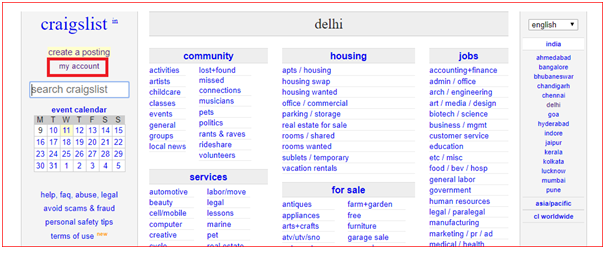 craigslist in
create a posting
my account
search craigslist
event calendar
M T W T F S S
9 10 11 12 13 14 15
16 17 18 19 20 21 22
23 24 25 26 27 28 29
30 31 1 2 3 4 5
help, faq, abuse, legal
avoid scams & fraud
personal safety tips
terms of use new
delhi
community
activities
artists
childcare
classes
events
general
groups
local news
lost+found
missed
connections
musicians
pets
politics
rants & raves
rideshare
volunteers
services
automotive
beauty
cell/mobile
computer
creative
cycle
labor/move
legal
lessons
marine
pet
real estate
housing
apts / housing
housing swap
housing wanted
office / commercial
parking / storage
real estate for sale
rooms / shared
rooms wanted
sublets / temporary
vacation rentals
for sale
antiques
appliances
arts+crafts
atv/utv/sno
farm+garden
free
furniture
garage sale
jobs
accounting+finance
admin / office
arch / engineering
art / media / design
biotech / science
business / mgmt
customer service
education
etc / misc
food / bev / hosp
general labor
government
human resources
legal / paralegal
manufacturing
marketing / pr / ad
medical / health
english
india
ahmedabad
bangalore
bhubaneswar
chandigarh
chennai
delhi
goa
hyderabad
indore
jaipur
kerala
kolkata
lucknow
mumbai
pune
asia/pacific
cl worldwide